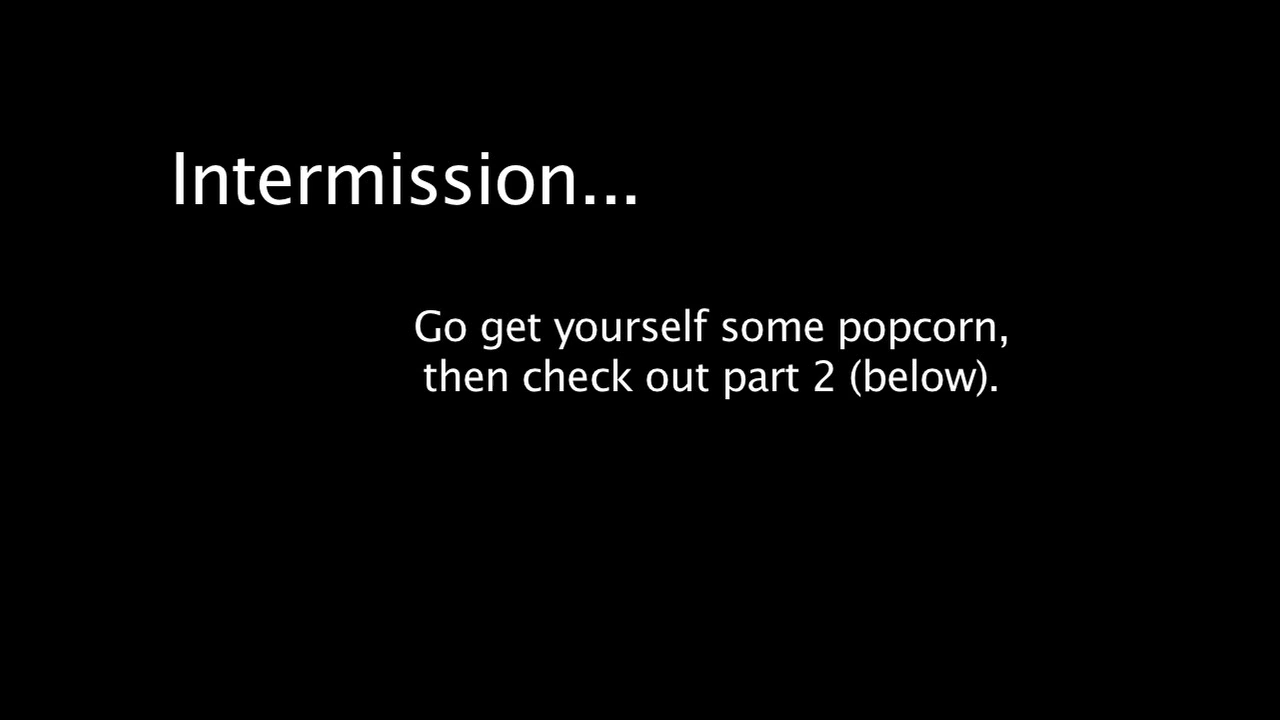 Intermission...
Go get yourself some popcorn,
then check out part 2 (below).